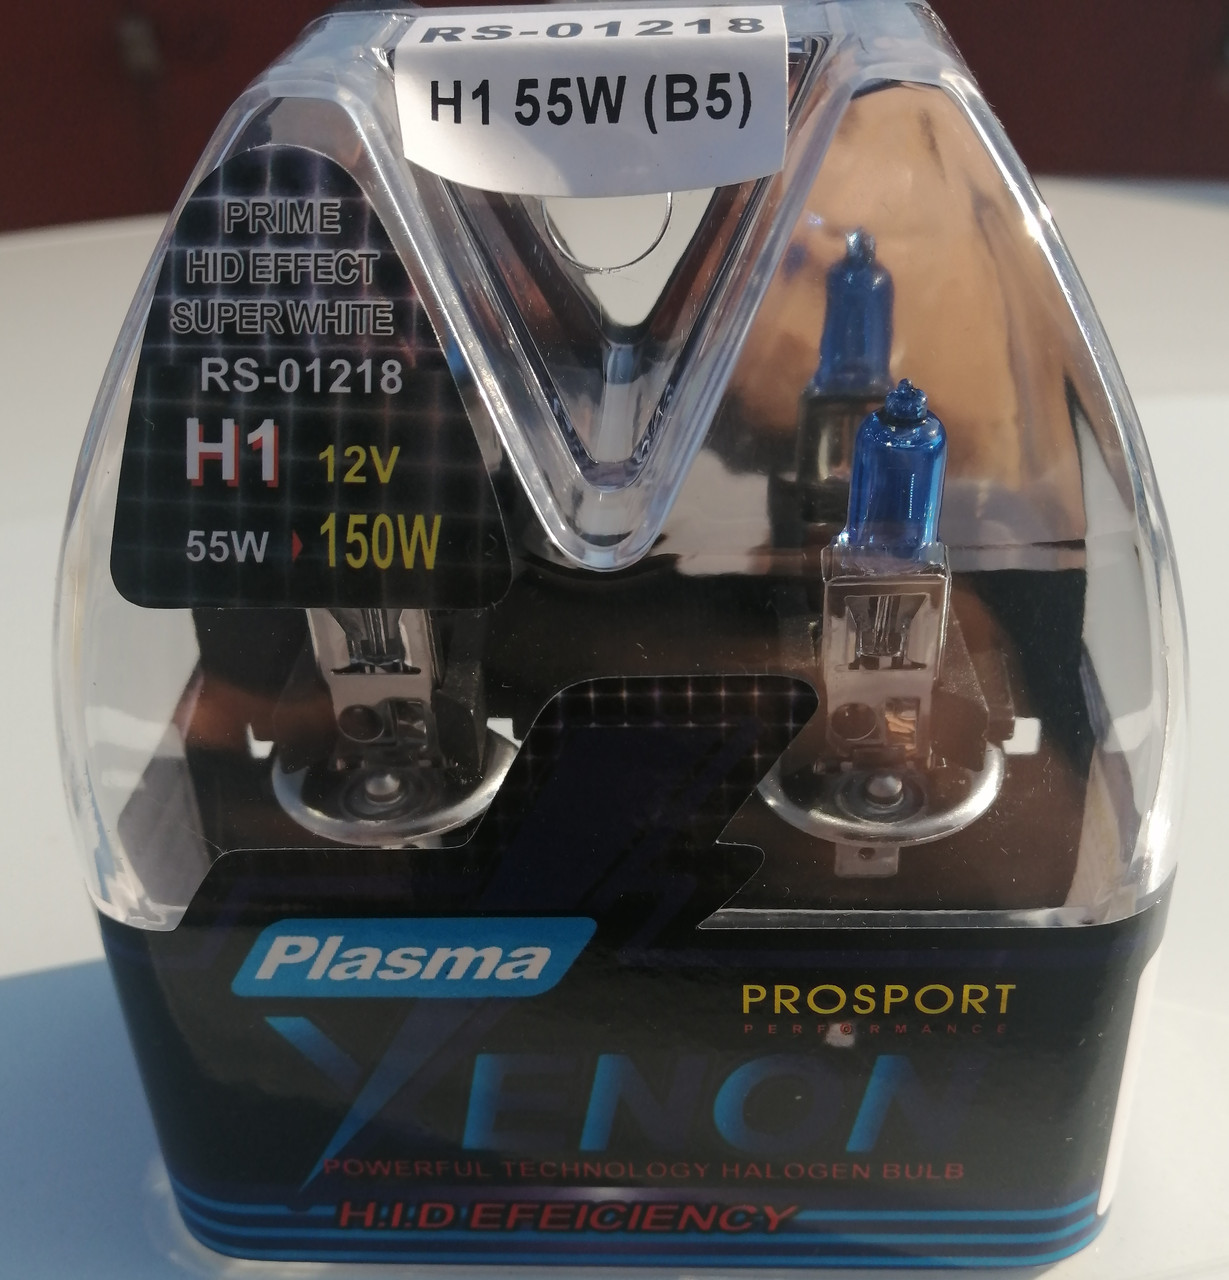 RS-01218
H1 55W (B5)
PRIME
HID EFFECT
SUPER WHITE
RS-01218
H1 12V
55W 150W
Plasma
PROSPORT
PERFORMANCE
XENON
POWERFUL TECHNOLOGY HALOGEN BULB
H.I.D EFEICIENCY